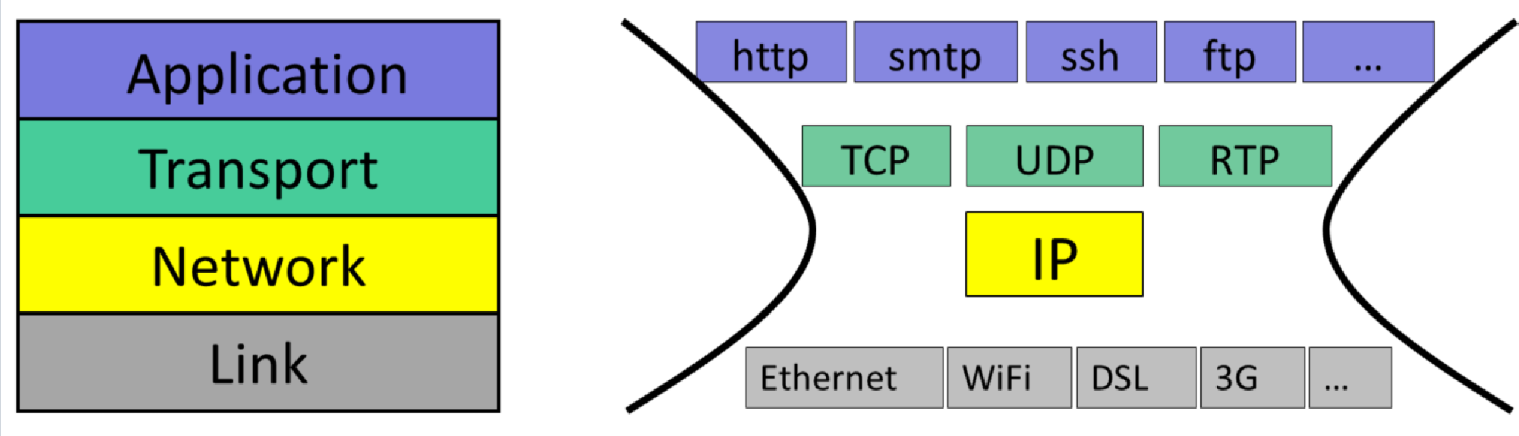 Application
Transport
Network
Link
http smtp ssh ftp ...
TCP UDP RTP
IP
Ethernet WiFi DSL 3G ...